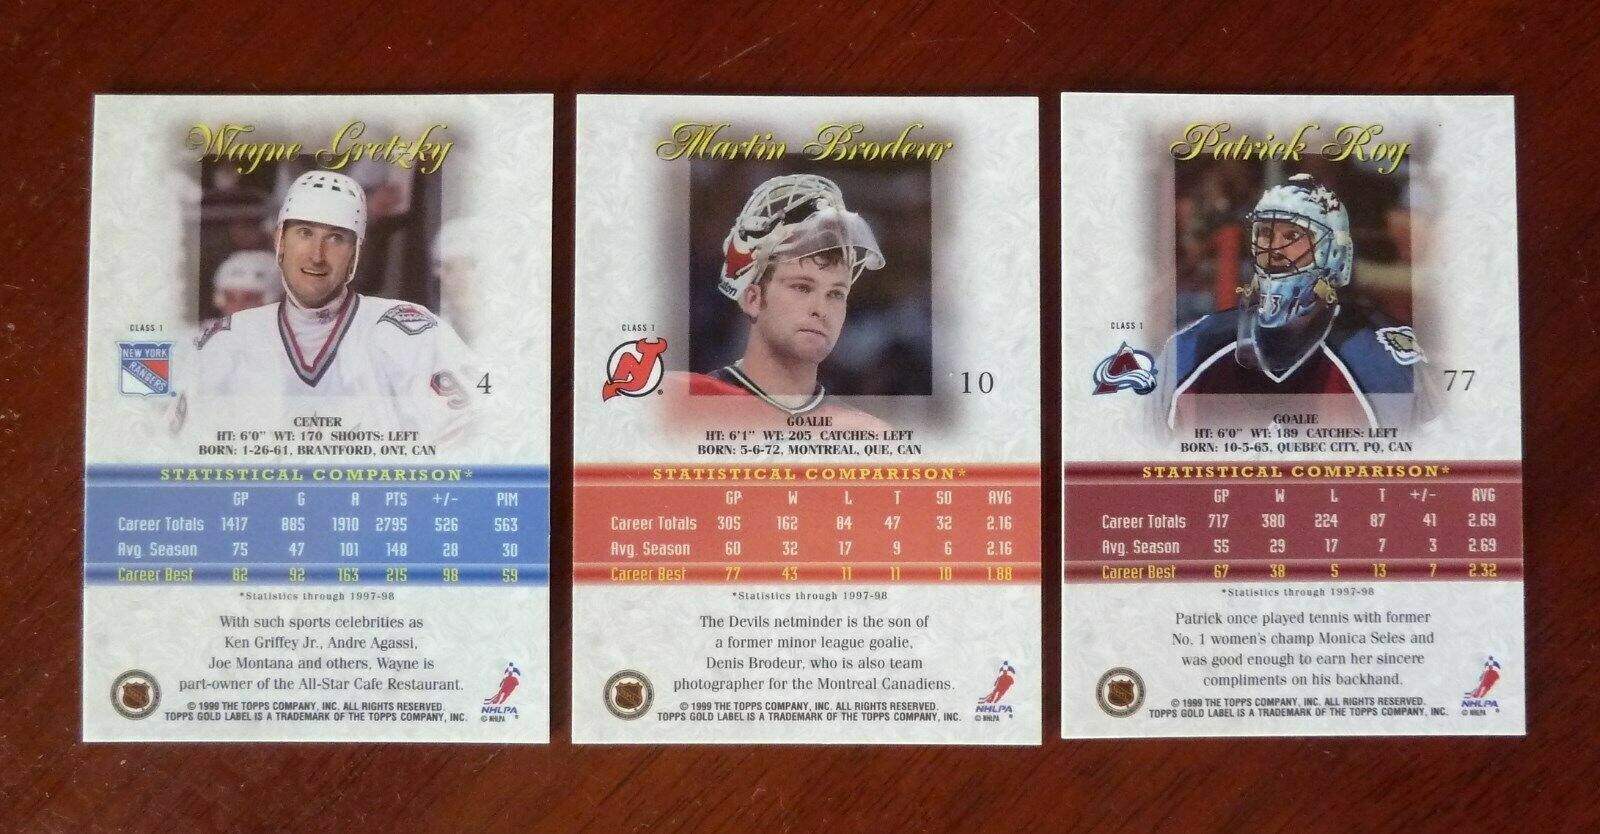 Wayne Gretzky
CLASS 1
NEW YORK
RANGERS
4
CENTER
HT: 6'0" WT: 170 SHOOTS: LEFT
BORN: 1-26-61, BRANTFORD, ONT, CAN
STATISTICAL COMPARISON*
GP G A PTS +/- PIM
Career Totals 1417 885 1910 2795 526 563
Avg. Season 75 47 101 148 28 30
Career Best 82 92 163 215 98 59
*Statistics through 1997-98
With such sports celebrities as
Ken Griffey Jr., Andre Agassi,
Joe Montana and others, Wayne is
part-owner of the All-Star Cafe Restaurant.
© 1999 THE TOPPS COMPANY, INC. ALL RIGHTS RESERVED.
TOPPS GOLD LABEL IS A TRADEMARK OF THE TOPPS COMPANY, INC.
NHLPA
© NHLPA
Martin Brodeur
CLASS 1
10
GOALIE
HT: 6'1" WT: 205 CATCHES: LEFT
BORN: 5-6-72, MONTREAL, QUE, CAN
STATISTICAL COMPARISON*
GP W L T SO AVG
Career Totals 305 162 84 47 32 2.16
Avg. Season 60 32 17 9 6 2.16
Career Best 77 43 11 11 10 1.88
*Statistics through 1997-98
The Devils netminder is the son of
a former minor league goalie,
Denis Brodeur, who is also team
photographer for the Montreal Canadiens.
© 1999 THE TOPPS COMPANY, INC. ALL RIGHTS RESERVED.
TOPPS GOLD LABEL IS A TRADEMARK OF THE TOPPS COMPANY, INC.
NHLPA
© NHLPA
Patrick Roy
CLASS 1
77
GOALIE
HT: 6'0" WT: 189 CATCHES: LEFT
BORN: 10-5-65, QUEBEC CITY, PQ, CAN
STATISTICAL COMPARISON*
GP W L T +/- AVG
Career Totals 717 380 224 87 41 2.69
Avg. Season 55 29 17 7 3 2.69
Career Best 67 38 5 13 7 2.32
*Statistics through 1997-98
Patrick once played tennis with former
No. 1 women's champ Monica Seles and
was good enough to earn her sincere
compliments on his backhand.
© 1999 THE TOPPS COMPANY, INC. ALL RIGHTS RESERVED.
TOPPS GOLD LABEL IS A TRADEMARK OF THE TOPPS COMPANY, INC.
NHLPA
© NHLPA